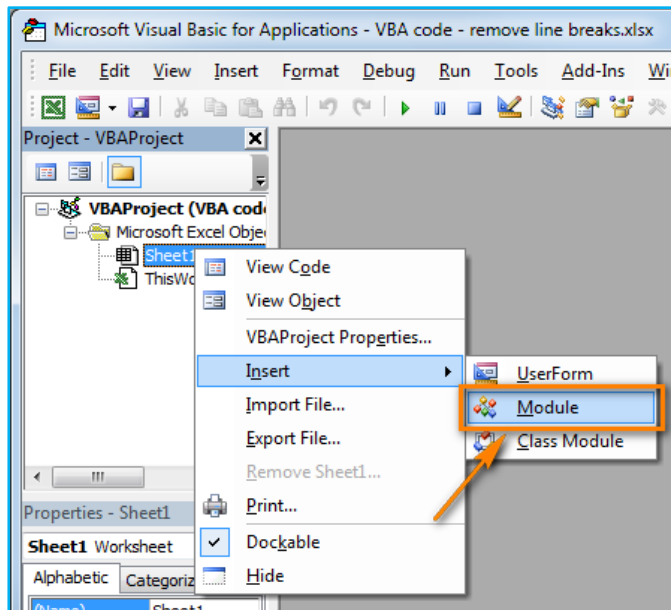 Microsoft Visual Basic for Applications - VBA code - remove line breaks.xlsx
File Edit View Insert Format Debug Run Tools Add-Ins
Project - VBAProject
VBAProject (VBA code
Microsoft Excel Obje
Sheet1
ThisWo
View Code
View Object
VBAProject Properties...
Insert
Import File...
Export File...
Remove Sheet1...
Print...
Dockable
Hide
UserForm
Module
Class Module
Properties - Sheet1
Sheet1 Worksheet
Alphabetic Categoriz
(Name) Sheet1